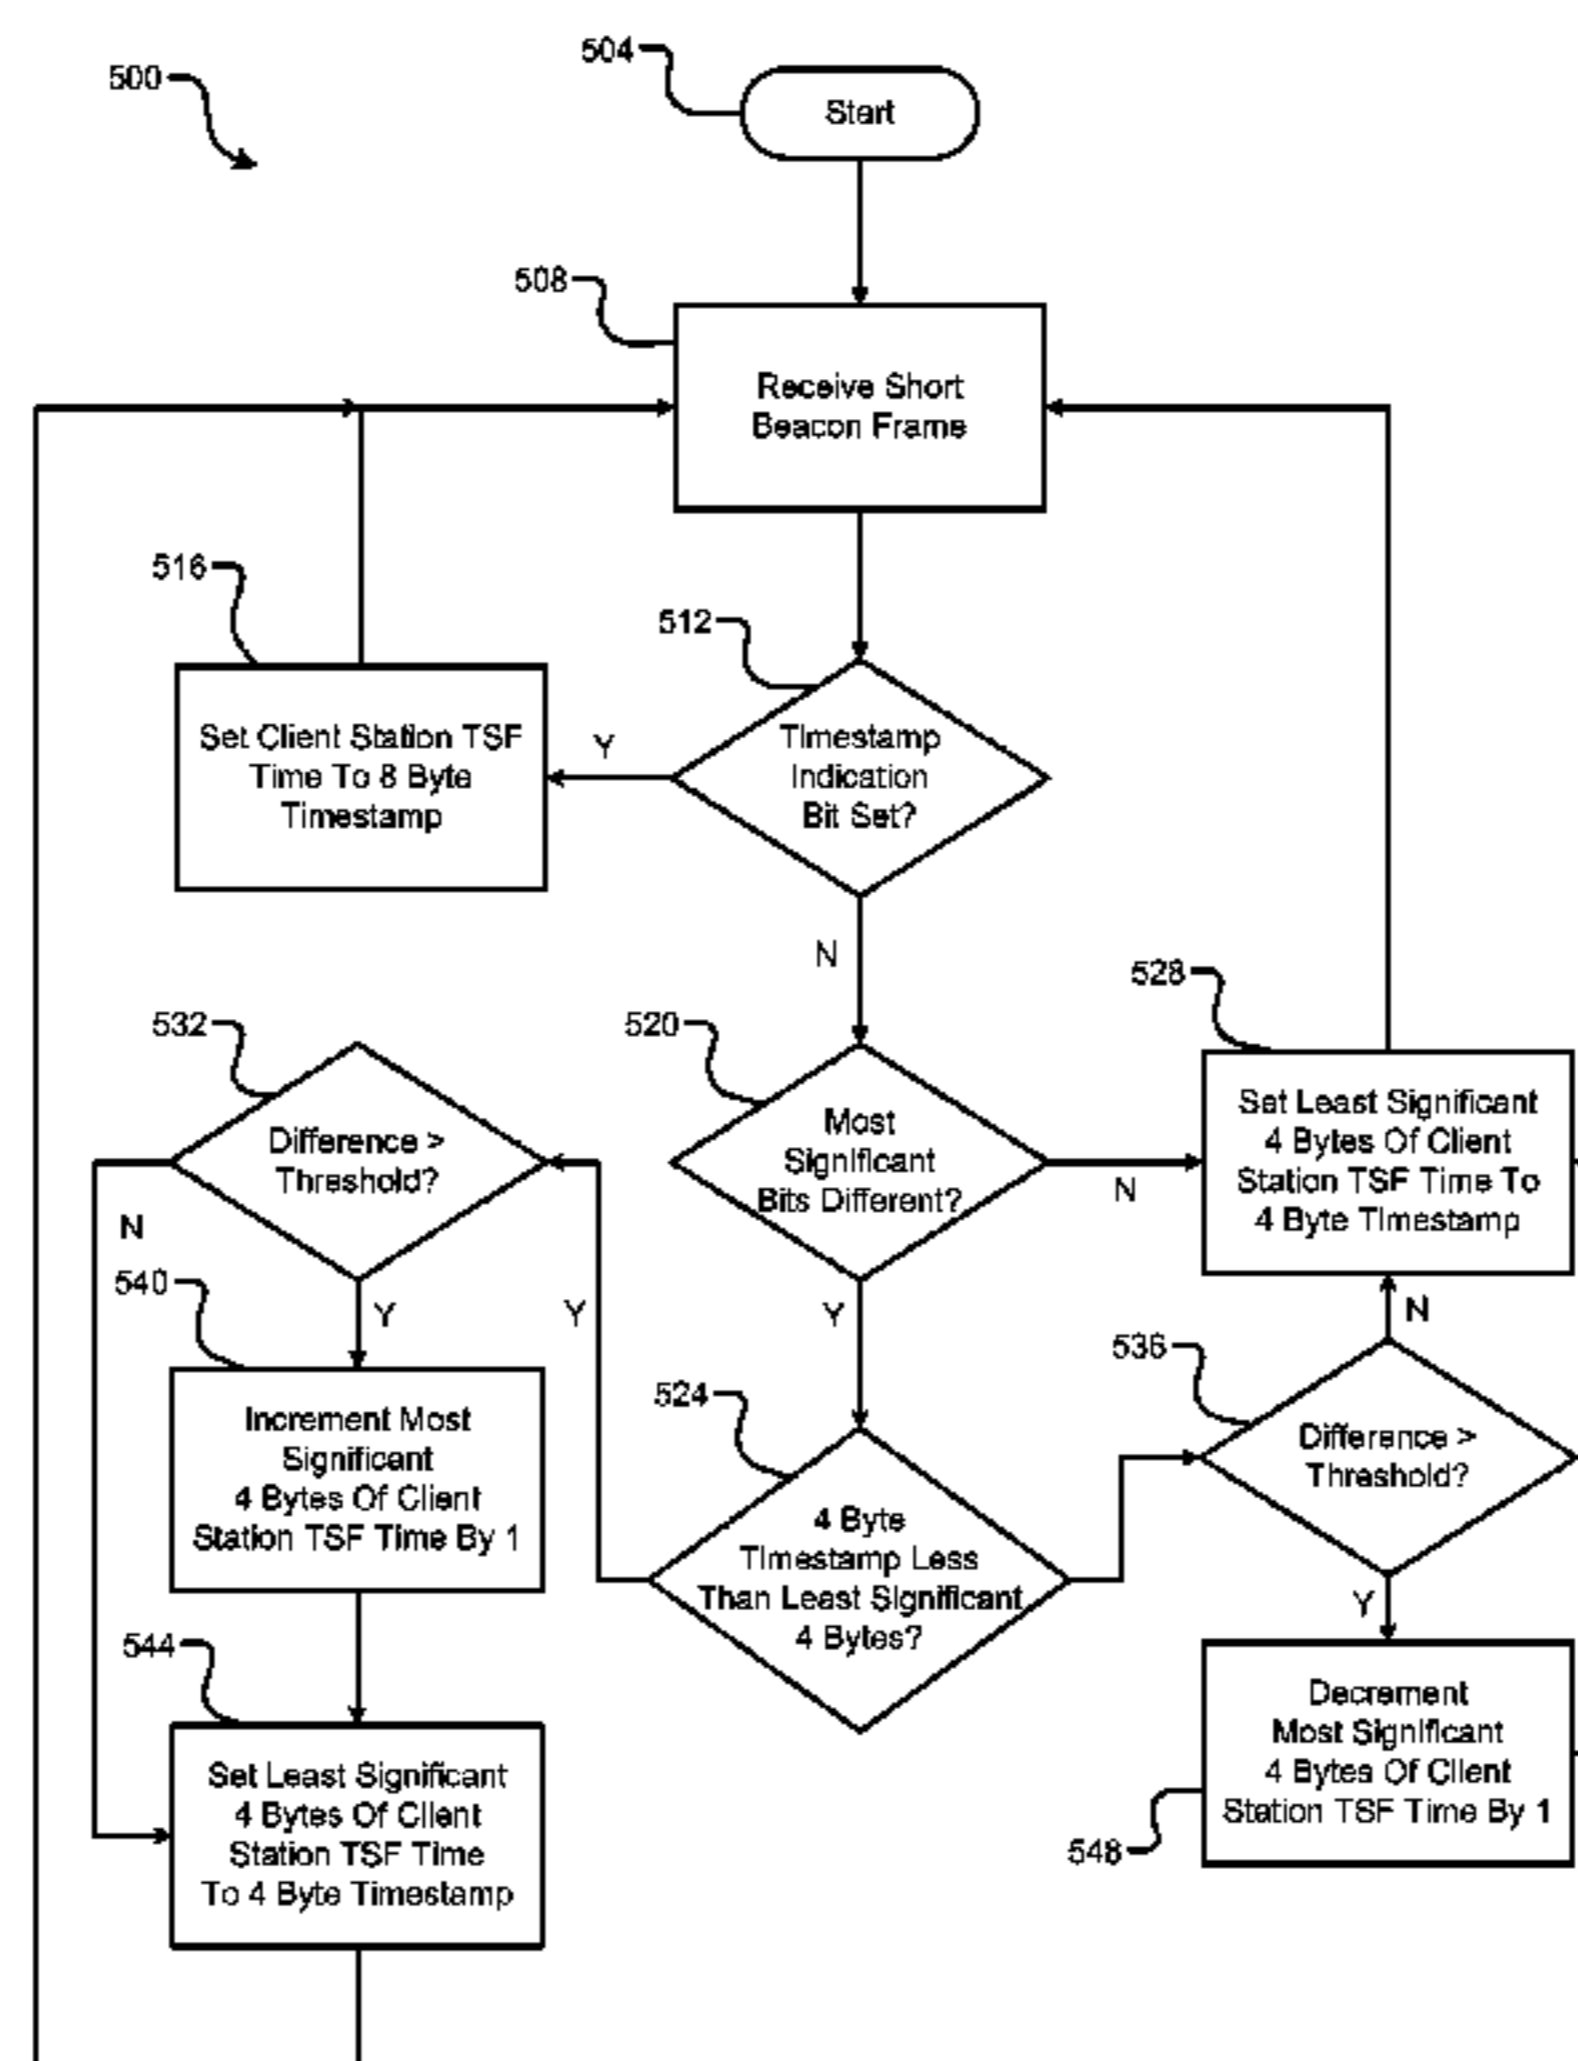 500
504
Start
508
Receive Short
Beacon Frame
516
Set Client Station TSF
Time To 8 Byte
Timestamp
Y
512
Timestamp
Indication
Bit Set?
N
528
Set Least Significant
4 Bytes Of Client
Station TSF Time To
4 Byte Timestamp
532
Difference >
Threshold?
520
Most
Significant
Bits Different?
N
N
540
Y
Y
Y
N
536
Difference >
Threshold?
Increment Most
Significant
4 Bytes Of Client
Station TSF Time By 1
524
4 Byte
Timestamp Less
Than Least Significant
4 Bytes?
Y
544
Set Least Significant
4 Bytes Of Client
Station TSF Time
To 4 Byte Timestamp
Decrement
Most Significant
4 Bytes Of Client
Station TSF Time By 1
548